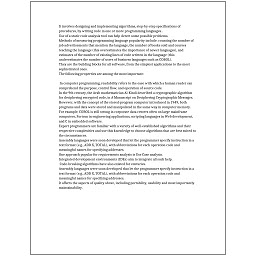 It involves designing and implementing algorithms, step-by-step specifications of
procedures, by writing code in one or more programming languages.
Use of a static code analysis tool can help detect some possible problems.
Methods of measuring programming language popularity include: counting the number of
job advertisements that mention the language, the number of books sold and courses
teaching the language (this overestimates the importance of newer languages), and
estimates of the number of existing lines of code written in the language (this
underestimates the number of users of business languages such as COBOL).
Programs were the building blocks for all software, from the simplest applications to the most
sophisticated ones.
The following properties are among the most important:

In computer programming, readability refers to the ease with which a human reader can
comprehend the purpose, control flow, and operation of source code.
In the 9th century, the Arab mathematician Al-Kindi described a cryptographic algorithm
for deciphering encrypted code, in A Manuscript on Deciphering Cryptographic Messages.
However, with the concept of the stored-program computer introduced in 1949, both
programs and data were stored and manipulated in the same way in computer memory.
For example, COBOL is still strong in corporate data centers often on large mainframe
computers, Fortran in engineering applications, scripting languages in Web development,
and C in embedded software.
Expert programmers are familiar with a variety of well-established algorithms and their
respective complexities and use this knowledge to choose algorithms that are best suited to
the circumstances.
Assembly languages were soon developed that let the programmer specify instruction in a
text format (e.g., ADD X, TOTAL), with abbreviations for each operation code and
meaningful names for specifying addresses.
One approach popular for requirements analysis is Use Case analysis.
Integrated development environments (IDEs) aim to integrate all such help.
Code-breaking algorithms have also existed for centuries.
Assembly languages were soon developed that let the programmer specify instruction in a
text format (e.g., ADD X, TOTAL), with abbreviations for each operation code and
meaningful names for specifying addresses.
It affects the aspects of quality above, including portability, usability and most importantly
maintainability.